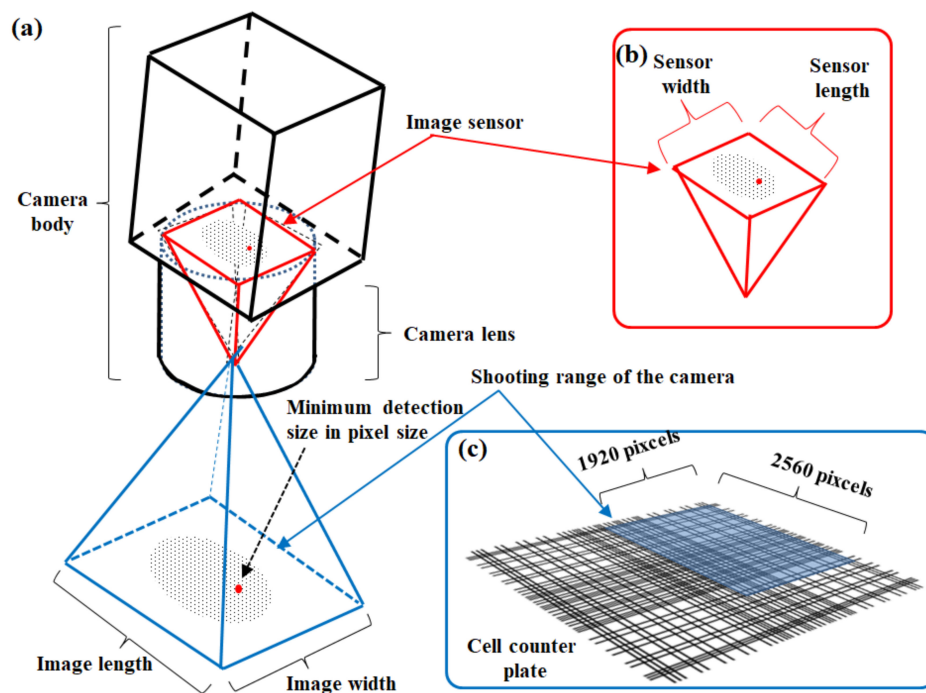 (a)
Camera
body
Image sensor
Camera lens
Shooting range of the camera
Minimum detection
size in pixel size
Image length
Image width
(b)
Sensor
width
Sensor
length
(c)
1920 pixcels
2560 pixcels
Cell counter
plate